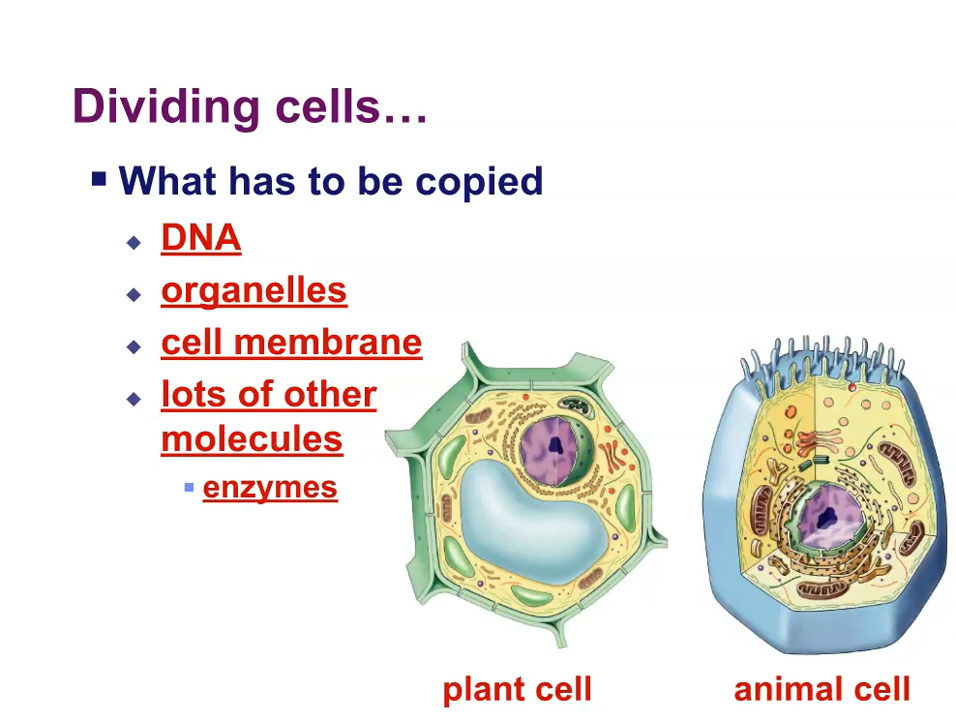 Dividing cells…
What has to be copied
DNA
organelles
cell membrane
lots of other
molecules
enzymes
plant cell
animal cell